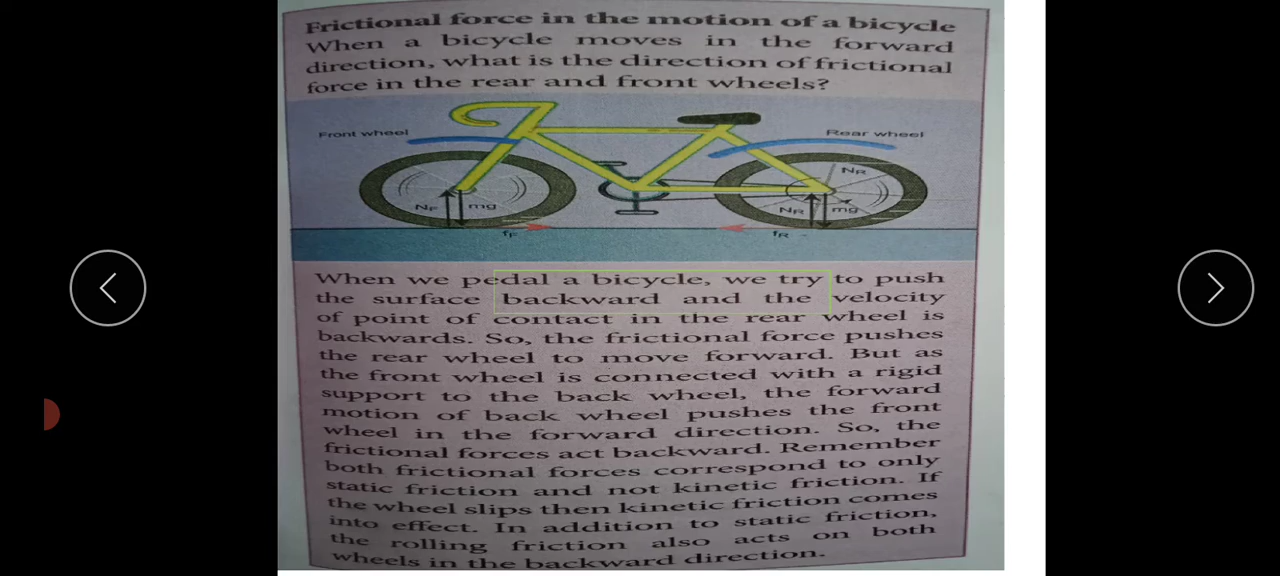 Frictional force in the motion of a bicycle
When a bicycle moves in the forward
direction, what is the direction of frictional
force in the rear and front wheels?
Front wheel
Rear wheel
NR
NF
mg
NR
mg
fF
fR
When we pedal a bicycle, we try to push
the surface backward and the velocity
of point of contact in the rear wheel is
backwards. So, the frictional force pushes
the rear wheel to move forward. But as
the front wheel is connected with a rigid
support to the back wheel, the forward
motion of back wheel pushes the front
wheel in the forward direction. So, the
frictional forces act backward. Remember
both frictional forces correspond to only
static friction and not kinetic friction. If
the wheel slips then kinetic friction comes
into effect. In addition to static friction,
the rolling friction also acts on both
wheels in the backward direction.